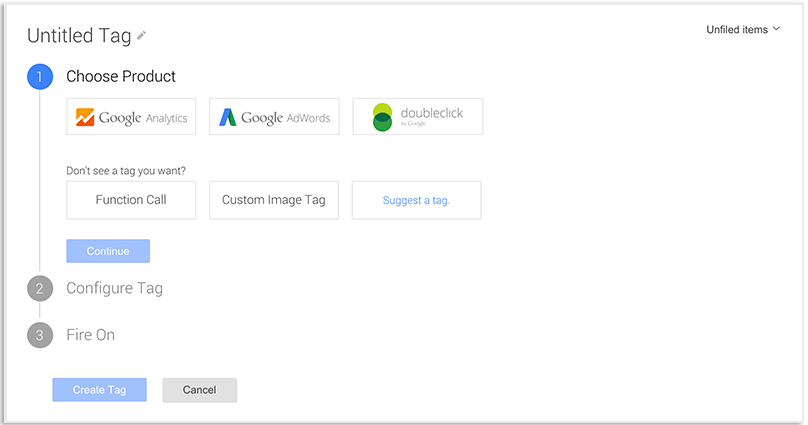 Untitled Tag
Unfiled items
1 Choose Product
Google Analytics
Google AdWords
doubleclick
by Google
Don't see a tag you want?
Function Call
Custom Image Tag
Suggest a tag.
Continue
2 Configure Tag
3 Fire On
Create Tag
Cancel